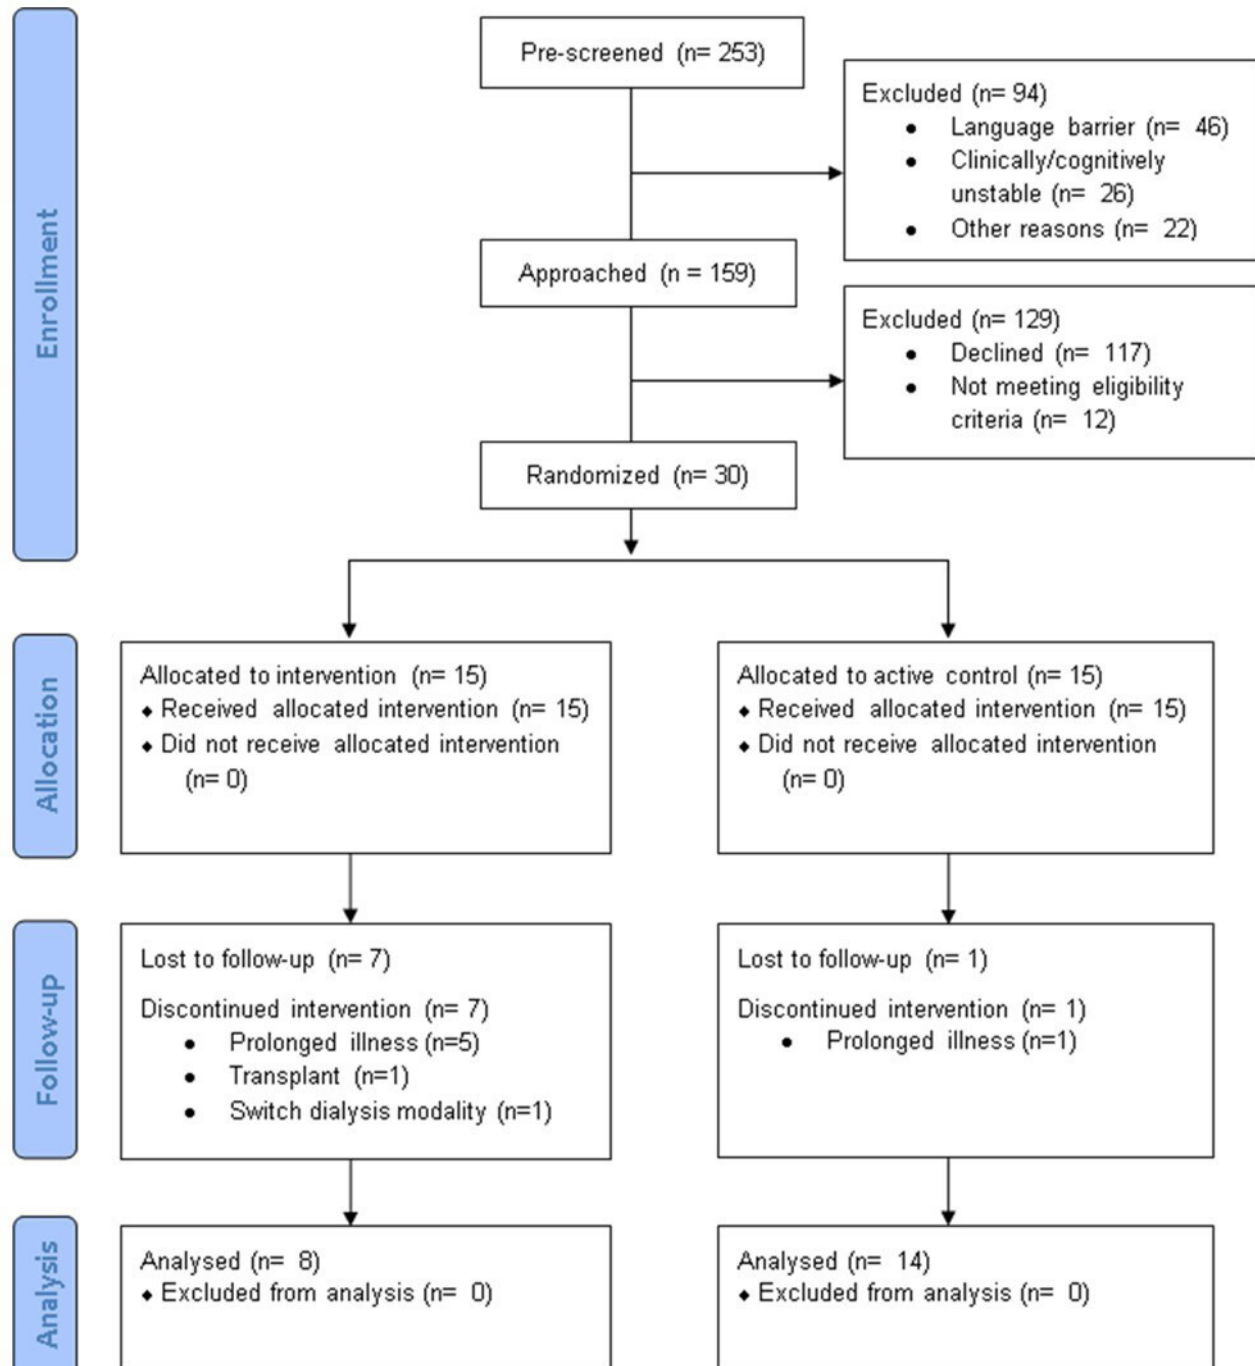 Enrollment
Pre-screened (n= 253)
Excluded (n= 94)
● Language barrier (n= 46)
● Clinically/cognitively
unstable (n= 26)
● Other reasons (n= 22)
Approached (n = 159)
Excluded (n= 129)
● Declined (n= 117)
● Not meeting eligibility
criteria (n= 12)
Randomized (n= 30)
Allocation
Allocated to intervention (n= 15)
♦ Received allocated intervention (n= 15)
♦ Did not receive allocated intervention
(n= 0)
Allocated to active control (n= 15)
♦ Received allocated intervention (n= 15)
♦ Did not receive allocated intervention
(n= 0)
Follow-up
Lost to follow-up (n= 7)
Discontinued intervention (n= 7)
● Prolonged illness (n=5)
● Transplant (n=1)
● Switch dialysis modality (n=1)
Lost to follow-up (n= 1)
Discontinued intervention (n= 1)
● Prolonged illness (n=1)
Analysis
Analysed (n= 8)
♦ Excluded from analysis (n= 0)
Analysed (n= 14)
♦ Excluded from analysis (n= 0)